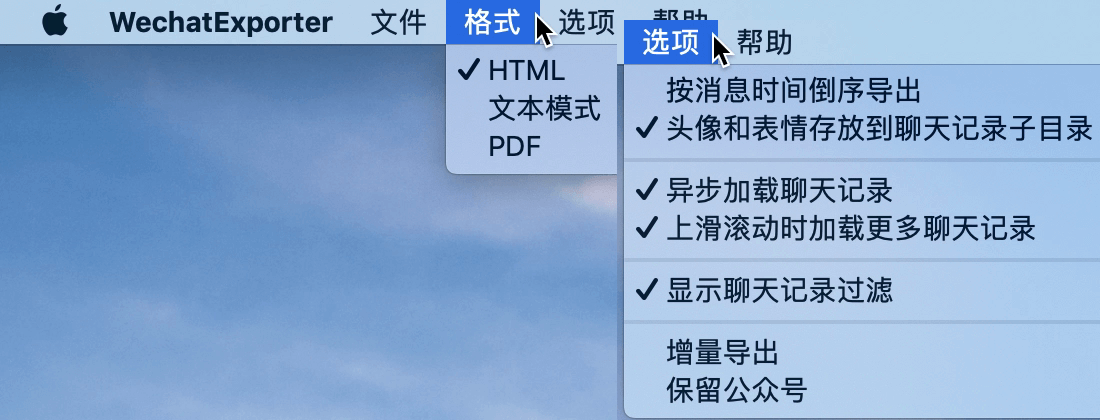 WechatExporter 文件 格式 选项 帮助
HTML
文本模式
PDF
选项 帮助
按消息时间倒序导出
头像和表情存放到聊天记录子目录
异步加载聊天记录
上滑滚动时加载更多聊天记录
显示聊天记录过滤
增量导出
保留公众号